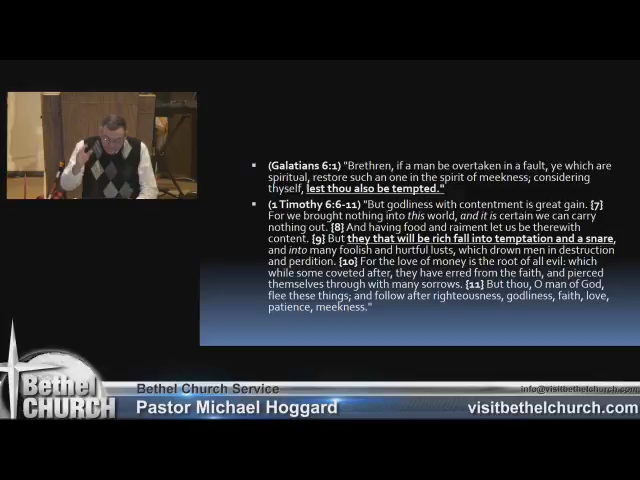 (Galatians 6:1) "Brethren, if a man be overtaken in a fault, ye which are
spiritual, restore such an one in the spirit of meekness; considering
thyself, lest thou also be tempted."
(1 Timothy 6:6-11) "But godliness with contentment is great gain. {7}
For we brought nothing into this world, and it is certain we can carry
nothing out. {8} And having food and raiment let us be therewith
content. {9} But they that will be rich fall into temptation and a snare,
and into many foolish and hurtful lusts, which drown men in destruction
and perdition. {10} For the love of money is the root of all evil: which
while some coveted after, they have erred from the faith, and pierced
themselves through with many sorrows. {11} But thou, O man of God,
flee these things; and follow after righteousness, godliness, faith, love,
patience, meekness."
Bethel
CHURCH
Bethel Church Service
info@visitbethelchurch.com
Pastor Michael Hoggard
visitbethelchurch.com